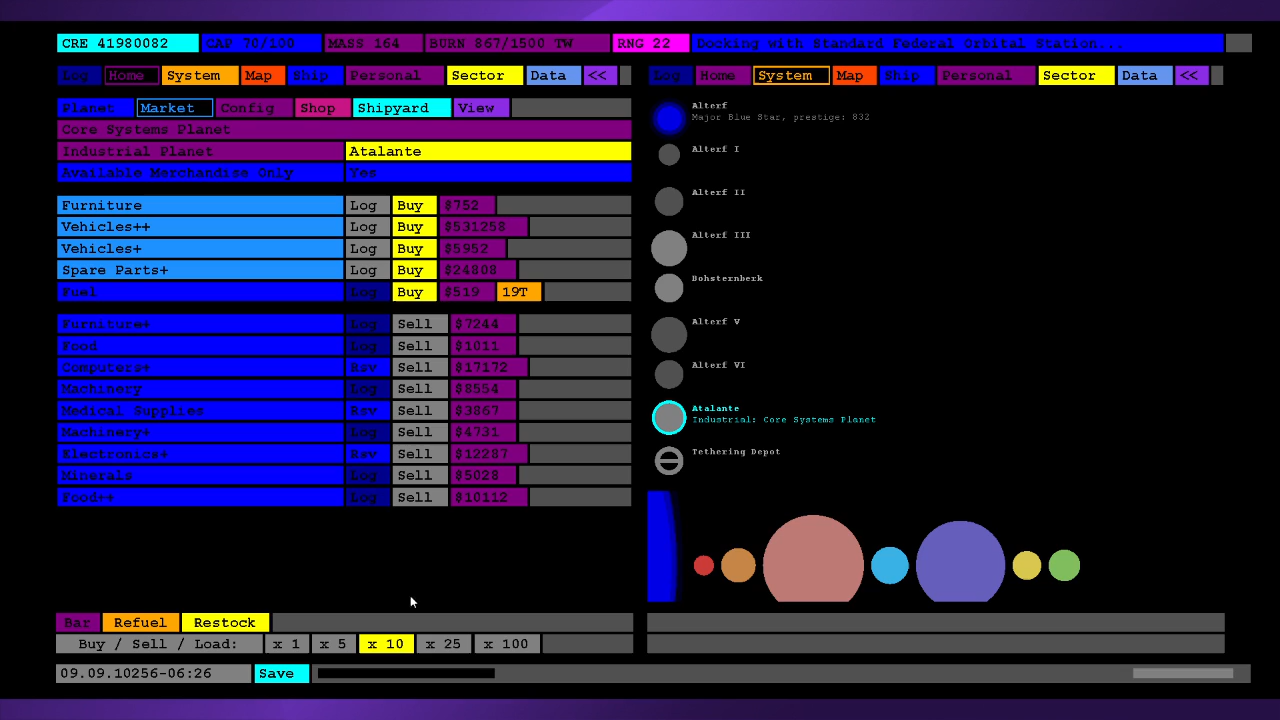 CRE 41980082 CAP 70/100 MASS 164 BURN 867/1500 TW RNG 22 Docking with Standard Federal Orbital Station...
Log Home System Map Ship Personal Sector Data <<
Planet Market Config Shop Shipyard View
Core Systems Planet
Industrial Planet Atalante
Available Merchandise Only Yes
Furniture Log Buy $752
Vehicles++ Log Buy $531258
Vehicles+ Log Buy $5952
Spare Parts+ Log Buy $24808
Fuel Log Buy $519 19T
Furniture+ Log Sell $7244
Food Log Sell $1011
Computers+ Rsv Sell $17172
Machinery Log Sell $8554
Medical Supplies Rsv Sell $3867
Machinery+ Log Sell $4731
Electronics+ Rsv Sell $12287
Minerals Log Sell $5028
Food++ Log Sell $10112
Bar Refuel Restock
Buy / Sell / Load: x 1 x 5 x 10 x 25 x 100
09.09.10256-06:26 Save
Log Home System Map Ship Personal Sector Data <<
Alterf
Major Blue Star, prestige: 832
Alterf I
Alterf II
Alterf III
Bohsternberk
Alterf V
Alterf VI
Atalante
Industrial: Core Systems Planet
Tethering Depot